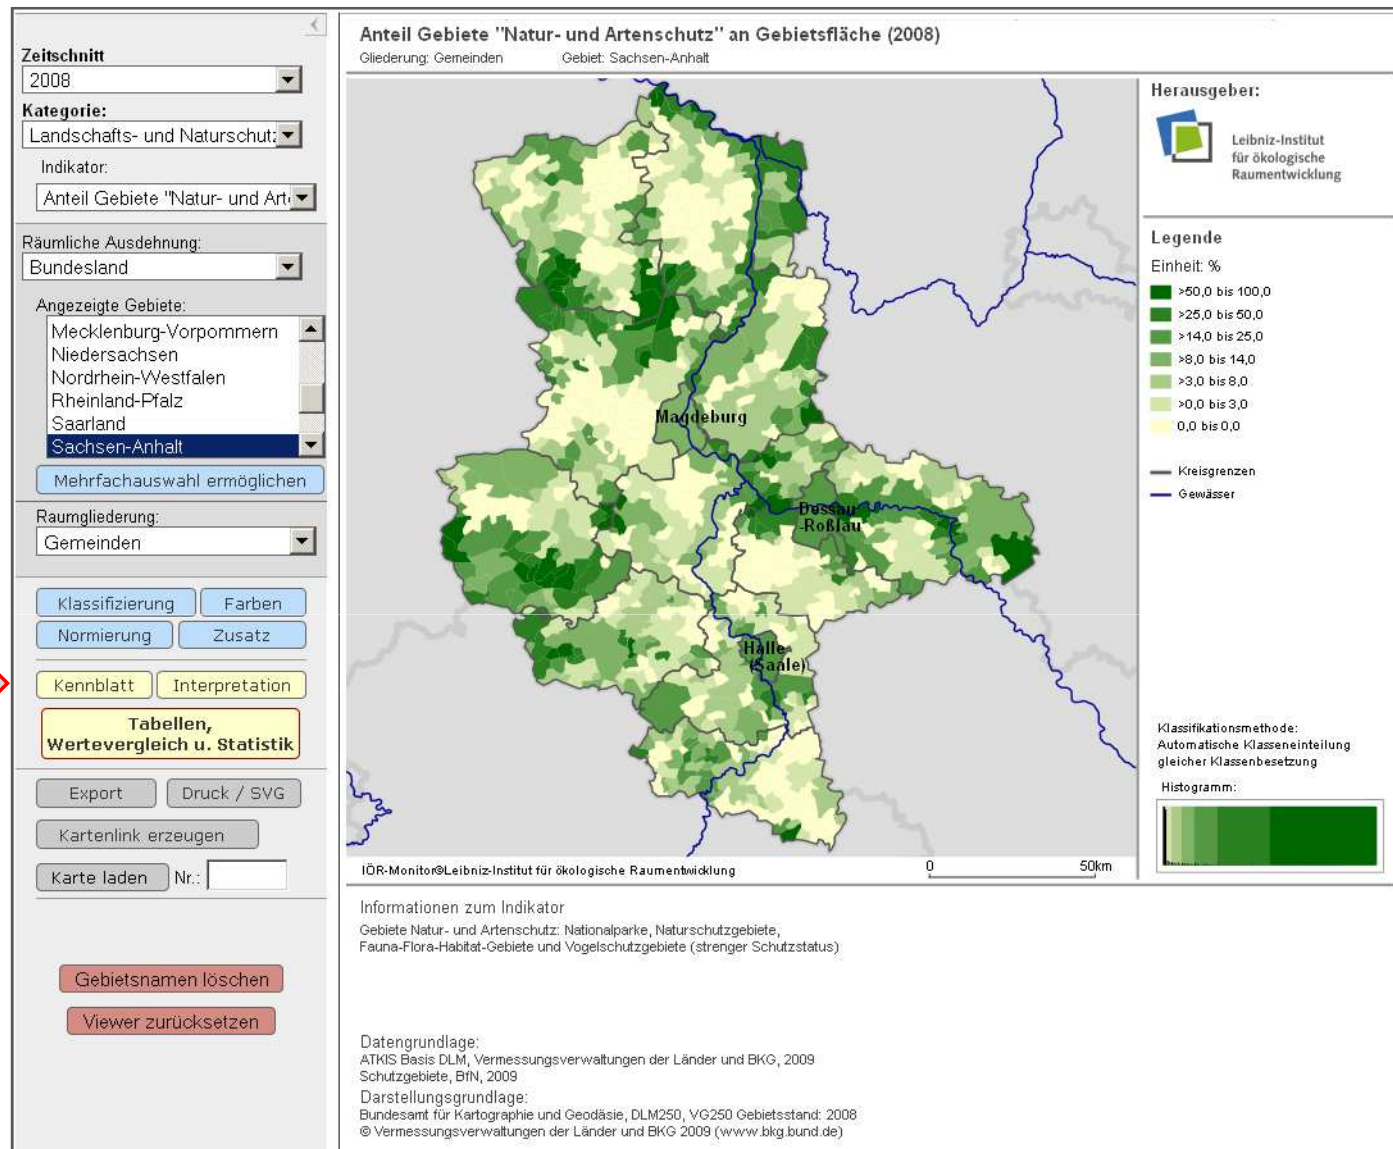 Zeitschnitt
2008
Kategorie:
Landschafts- und Naturschutz
Indikator:
Anteil Gebiete "Natur- und Art
Räumliche Ausdehnung:
Bundesland
Angezeigte Gebiete:
Mecklenburg-Vorpommern
Niedersachsen
Nordrhein-Westfalen
Rheinland-Pfalz
Saarland
Sachsen-Anhalt
Mehrfachauswahl ermöglichen
Raumgliederung:
Gemeinden
Klassifizierung Farben
Normierung Zusatz
Kennblatt Interpretation
Tabellen,
Wertevergleich u. Statistik
Export Druck / SVG
Kartenlink erzeugen
Karte laden Nr.:
Gebietsnamen löschen
Viewer zurücksetzen
Anteil Gebiete "Natur- und Artenschutz" an Gebietsfläche (2008)
Gliederung: Gemeinden Gebiet: Sachsen-Anhalt
Magdeburg
Dessau
-Roßlau
Halle
(Saale)
IÖR-Monitor©Leibniz-Institut für ökologische Raumentwicklung
0 50km
Herausgeber:
Leibniz-Institut
für ökologische
Raumentwicklung
Legende
Einheit: %
>50,0 bis 100,0
>25,0 bis 50,0
>14,0 bis 25,0
>8,0 bis 14,0
>3,0 bis 8,0
>0,0 bis 3,0
0,0 bis 0,0
Kreisgrenzen
Gewässer
Klassifikationsmethode:
Automatische Klasseneinteilung
gleicher Klassenbesetzung
Histogramm:
Informationen zum Indikator
Gebiete Natur- und Artenschutz: Nationalparke, Naturschutzgebiete,
Fauna-Flora-Habitat-Gebiete und Vogelschutzgebiete (strenger Schutzstatus)
Datengrundlage:
ATKIS Basis DLM, Vermessungsverwaltungen der Länder und BKG, 2009
Schutzgebiete, BfN, 2009
Darstellungsgrundlage:
Bundesamt für Kartographie und Geodäsie, DLM250, VG250 Gebietsstand: 2008
© Vermessungsverwaltungen der Länder und BKG 2009 (www.bkg.bund.de)